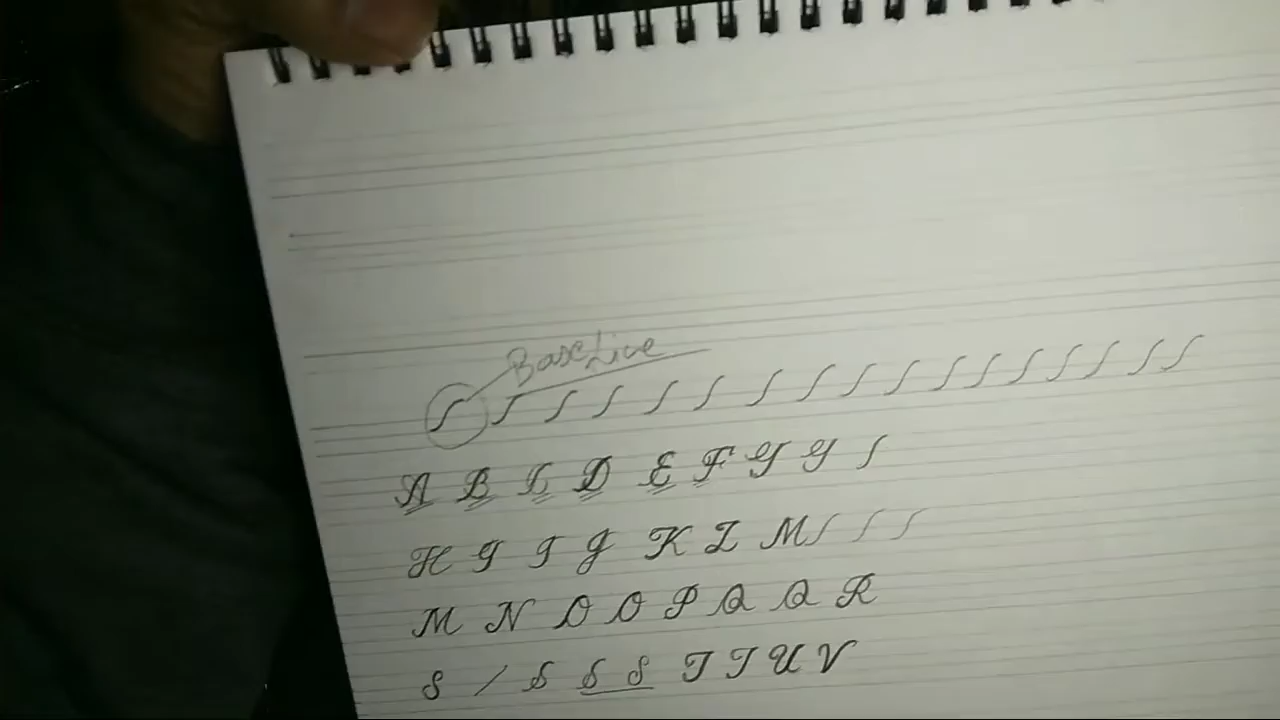 Base Line
A B C D E F G G
H I T J K L M
M N O O P Q Q R
S / S S S T T U V